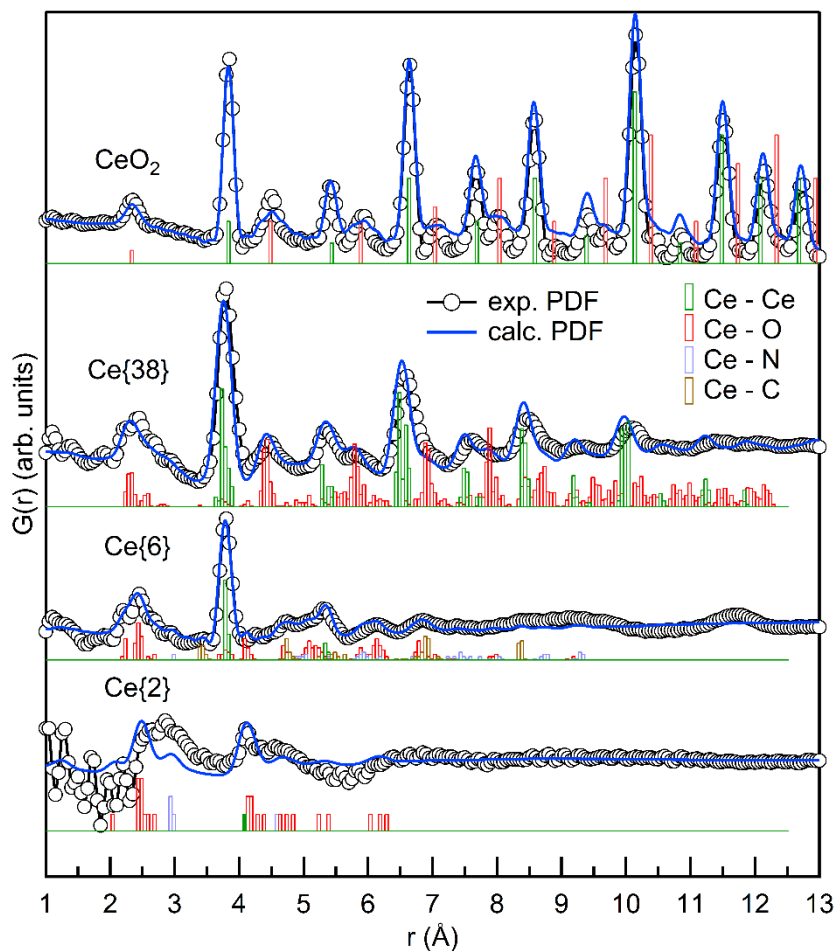 CeO2
exp. PDF
calc. PDF
Ce - Ce
Ce - O
Ce - N
Ce - C
Ce{38}
Ce{6}
Ce{2}
G(r) (arb. units)
1 2 3 4 5 6 7 8 9 10 11 12 13
r (Å)